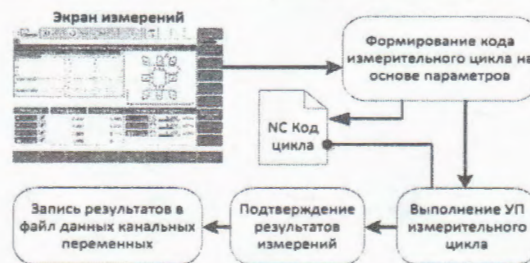 Экран измерений
Формирование кода
измерительного цикла на
основе параметров
NC Код
цикла
Запись результатов в
файл данных канальных
переменных
Подтверждение
результатов
измерений
Выполнение УП
измерительного
цикла